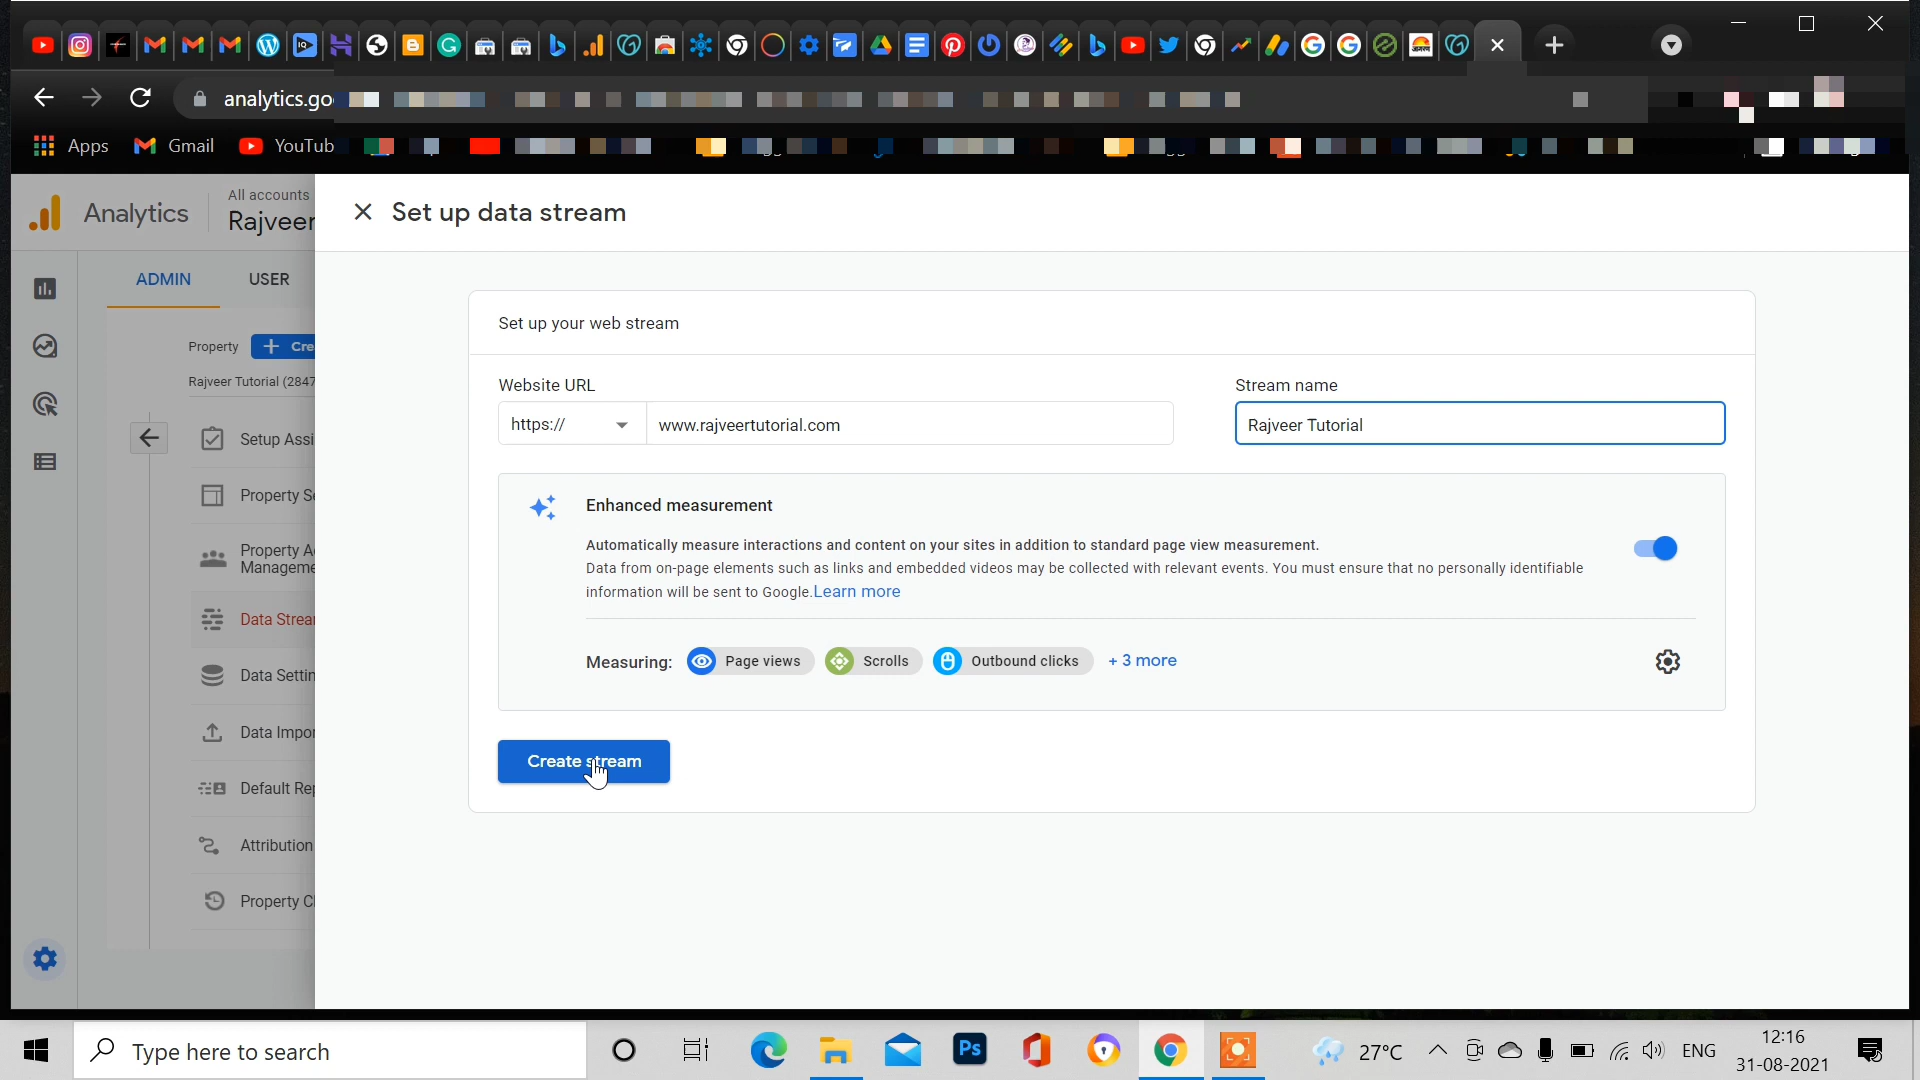 analytics.go
Apps
Gmail
YouTub
Analytics
All accounts
Rajveer
Set up data stream
ADMIN
USER
Property
+ Cre
Rajveer Tutorial (2847
Setup Assi
Property S
Property A
Manageme
Data Strea
Data Settin
Data Impor
Default Rep
Attribution
Property C
Set up your web stream
Website URL
Stream name
https://
www.rajveertutorial.com
Rajveer Tutorial
Enhanced measurement
Automatically measure interactions and content on your sites in addition to standard page view measurement.
Data from on-page elements such as links and embedded videos may be collected with relevant events. You must ensure that no personally identifiable
information will be sent to Google.Learn more
Measuring: Page views Scrolls Outbound clicks + 3 more
Create stream
Type here to search
Ps
27°C
ENG
12:16
31-08-2021